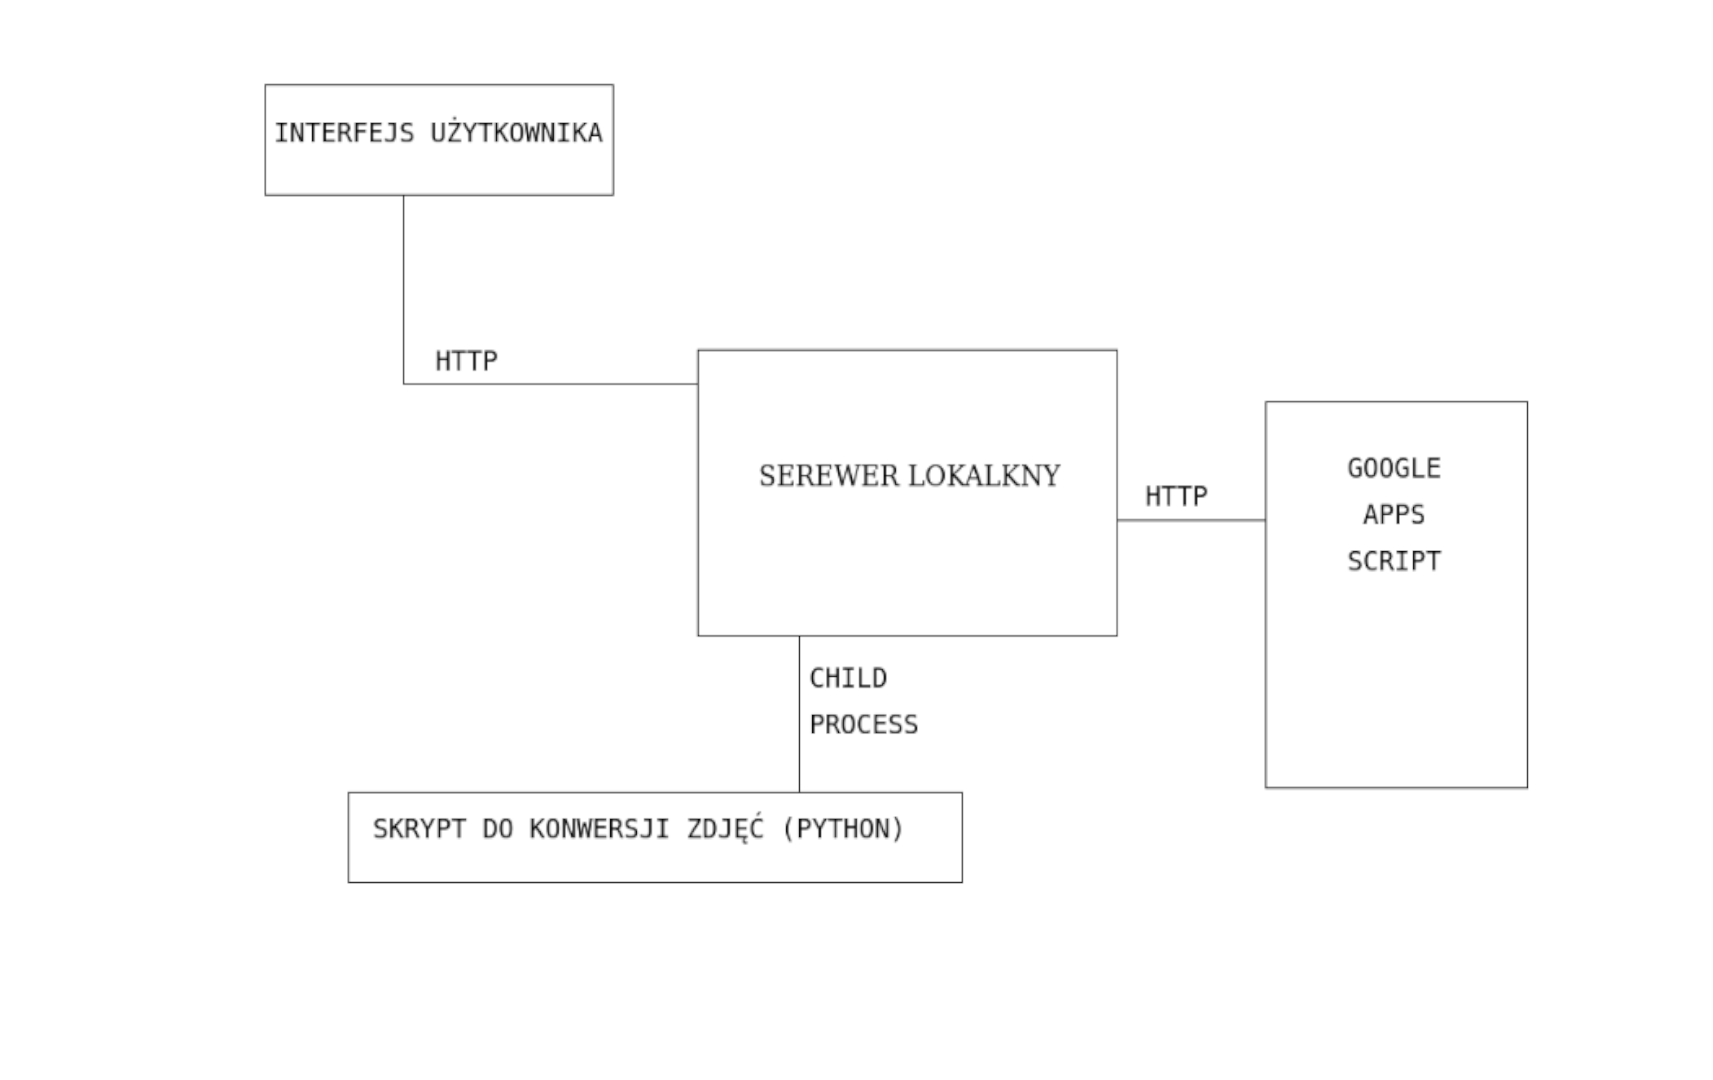 INTERFEJS UŻYTKOWNIKA
HTTP
SEREWER LOKALKNY
HTTP
GOOGLE
APPS
SCRIPT
CHILD
PROCESS
SKRYPT DO KONWERSJI ZDJĘĆ (PYTHON)